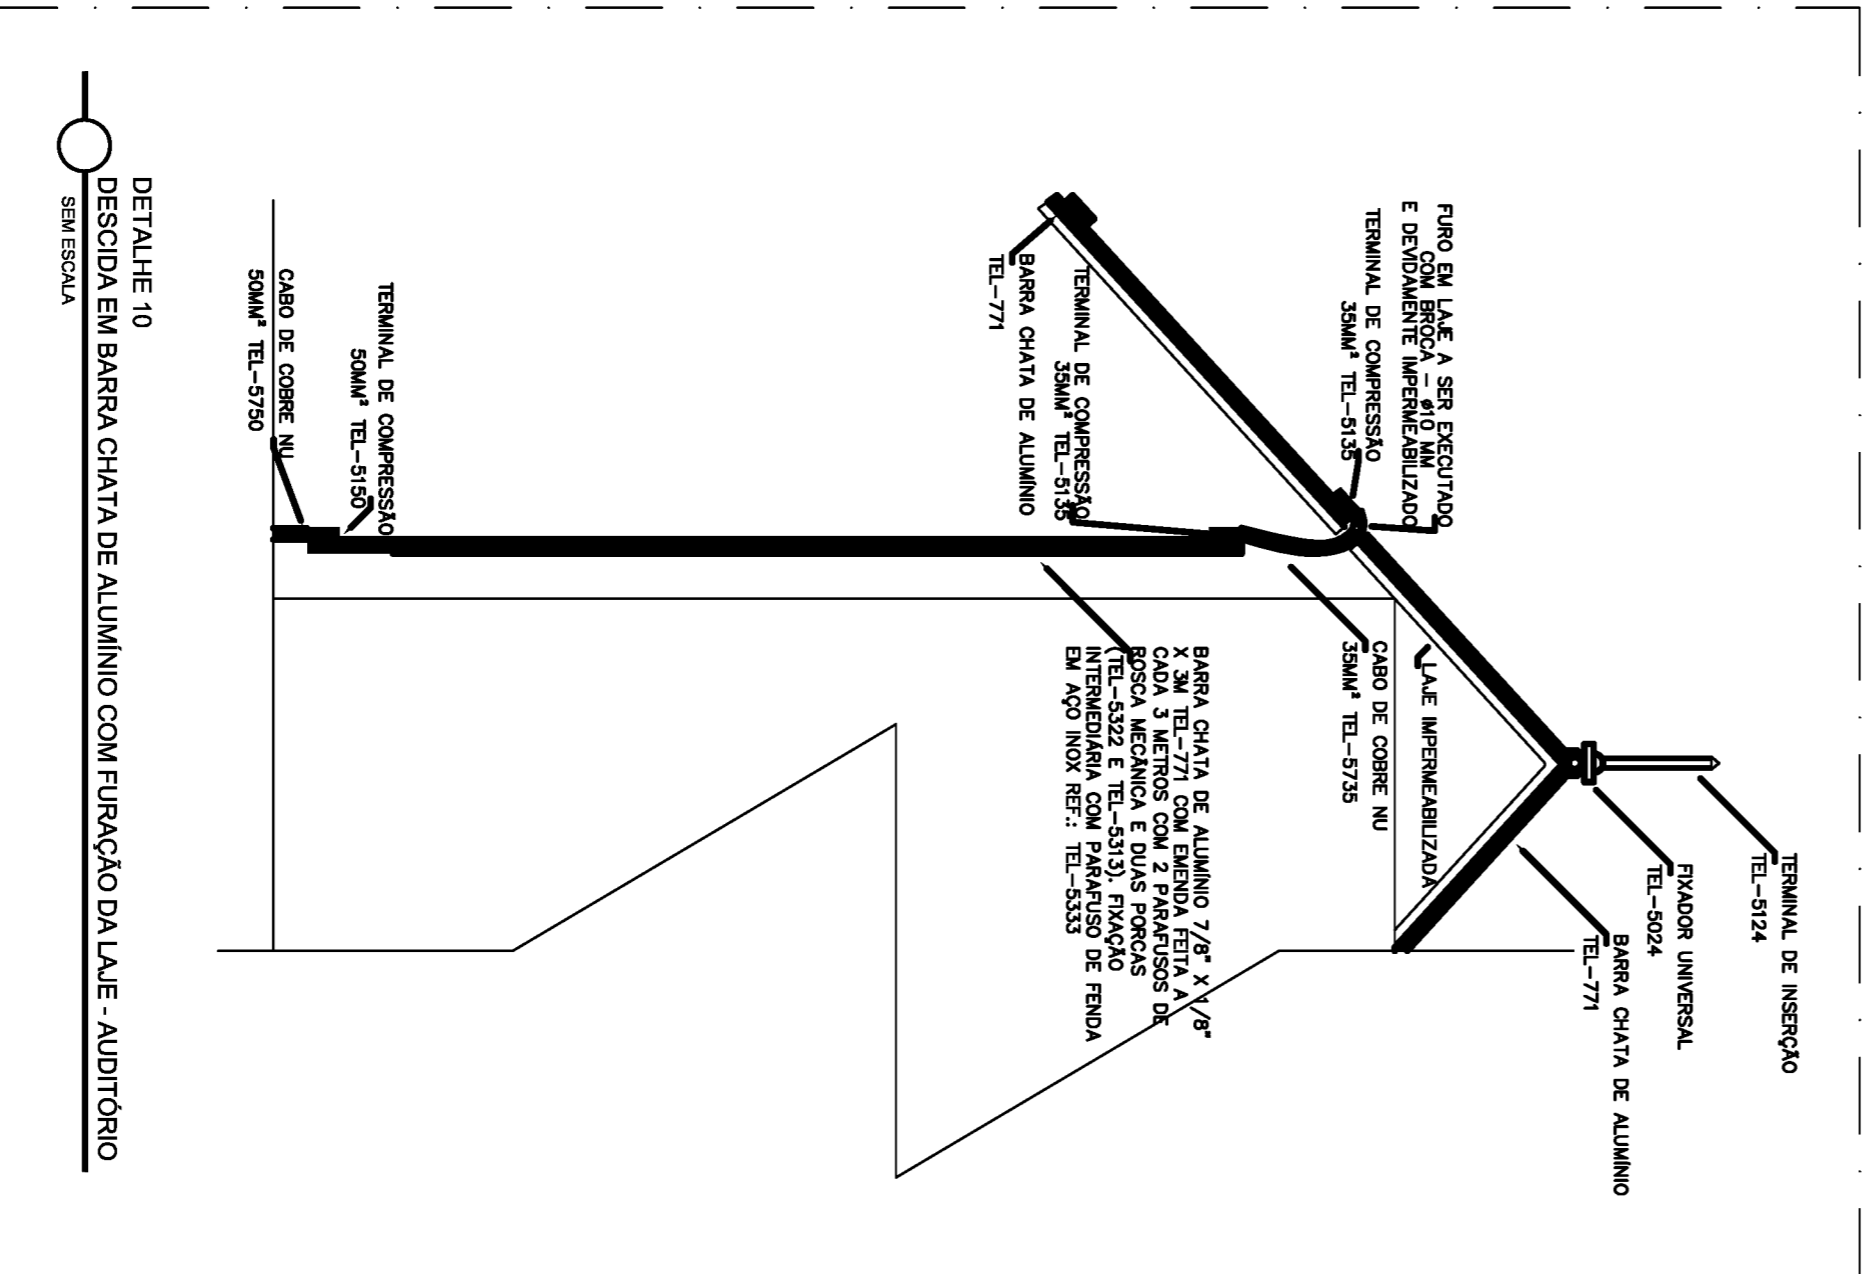 TERMINAL DE INSERÇÃO
TEL-5124
FIXADOR UNIVERSAL
TEL-5024
BARRA CHATA DE ALUMÍNIO
TEL-771
FURO EM LAJE A SER EXECUTADO
COM BROCA - ø10 MM
E DEVIDAMENTE IMPERMEABILIZADO
TERMINAL DE COMPRESSÃO
35MM² TEL-5135
LAJE IMPERMEABILIZADA
CABO DE COBRE NU
35MM² TEL-5735
BARRA CHATA DE ALUMÍNIO 7/8" X 1/8"
X 3M TEL-771 COM EMENDA FEITA A
CADA 3 METROS COM 2 PARAFUSOS DE
ROSCA MECÂNICA E DUAS PORCAS
(TEL-5322 E TEL-5313). FIXAÇÃO
INTERMEDIÁRIA COM PARAFUSO DE FENDA
EM AÇO INOX REF.: TEL-5333
TERMINAL DE COMPRESSÃO
35MM² TEL-5135
BARRA CHATA DE ALUMÍNIO
TEL-771
TERMINAL DE COMPRESSÃO
50MM² TEL-5150
CABO DE COBRE NU
50MM² TEL-5750
DETALHE 10
DESCIDA EM BARRA CHATA DE ALUMÍNIO COM FURAÇÃO DA LAJE - AUDITÓRIO
SEM ESCALA